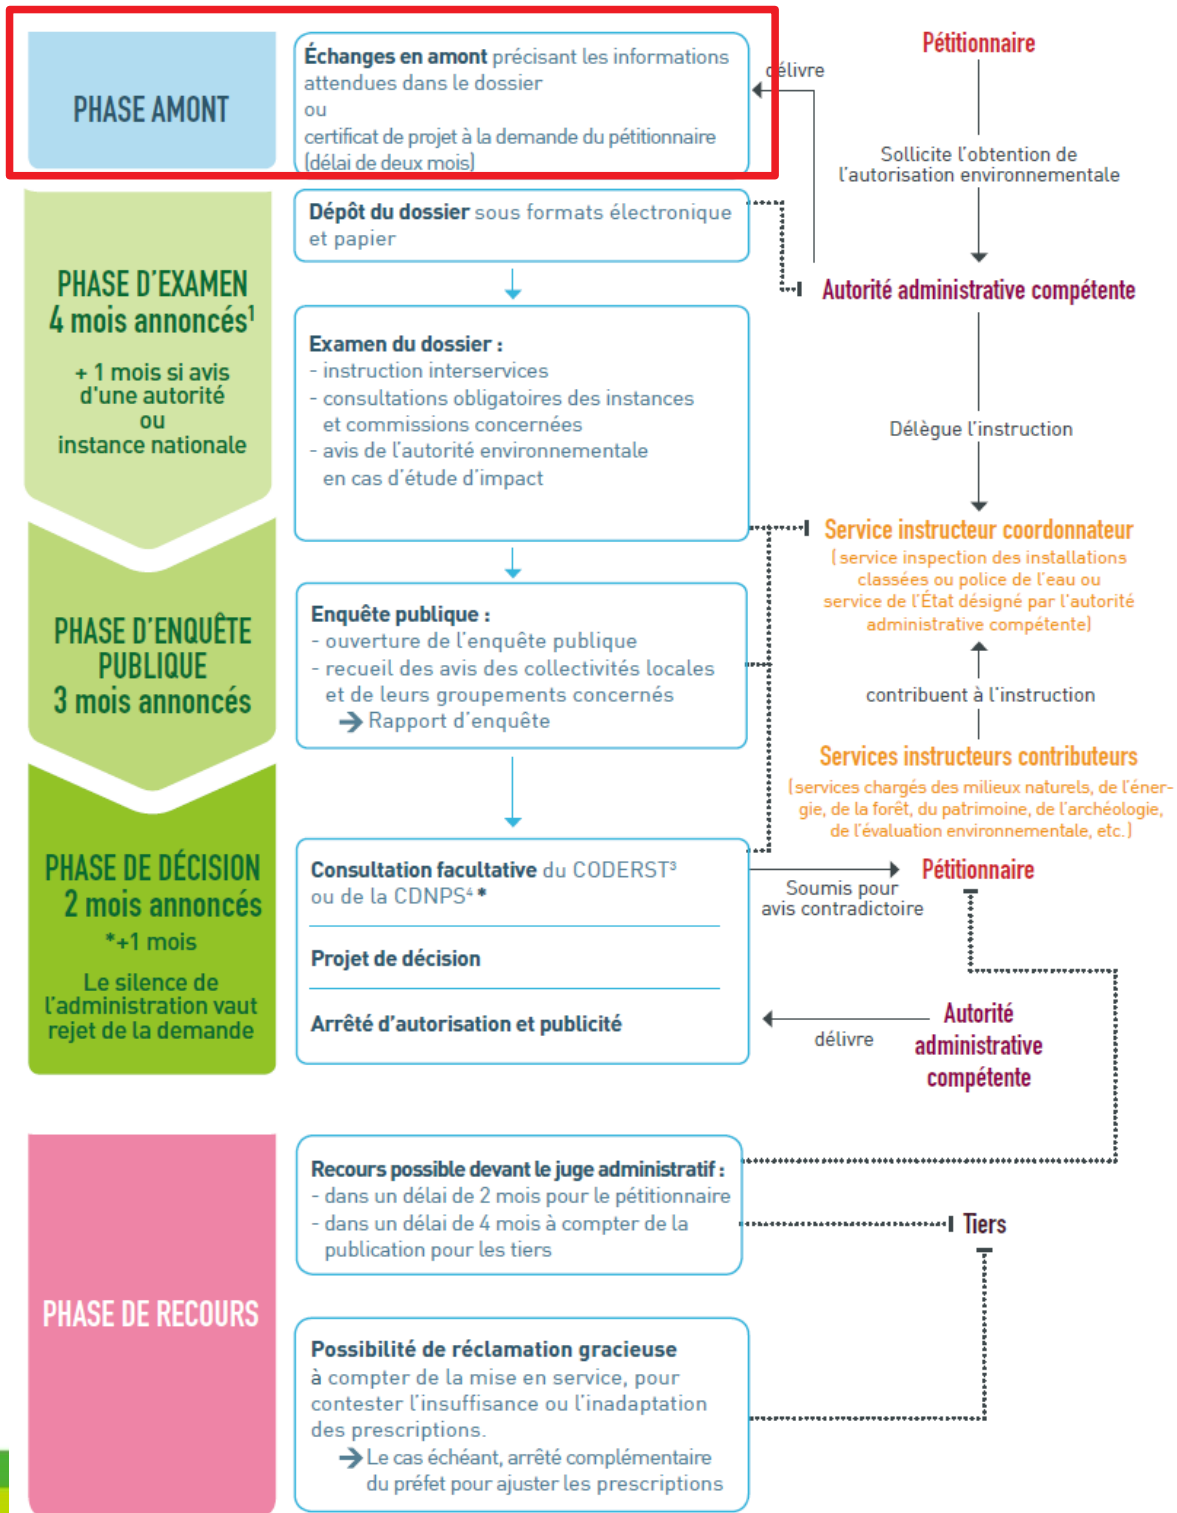 PHASE AMONT
Échanges en amont précisant les informations
attendues dans le dossier
ou
certificat de projet à la demande du pétitionnaire
(délai de deux mois)
délivre
Pétitionnaire
Sollicite l'obtention de
l'autorisation environnementale
PHASE D'EXAMEN
4 mois annoncés¹
+ 1 mois si avis
d'une autorité
ou
instance nationale
Dépôt du dossier sous formats électronique
et papier
Autorité administrative compétente
Examen du dossier :
- instruction interservices
- consultations obligatoires des instances
et commissions concernées
- avis de l'autorité environnementale
en cas d'étude d'impact
Délègue l'instruction
Service instructeur coordonnateur
(service inspection des installations
classées ou police de l'eau ou
service de l'État désigné par l'autorité
administrative compétente)
PHASE D'ENQUÊTE
PUBLIQUE
3 mois annoncés
Enquête publique :
- ouverture de l'enquête publique
- recueil des avis des collectivités locales
et de leurs groupements concernés
→ Rapport d'enquête
contribuent à l'instruction
Services instructeurs contributeurs
(services chargés des milieux naturels, de l'éner-
gie, de la forêt, du patrimoine, de l'archéologie,
de l'évaluation environnementale, etc.)
PHASE DE DÉCISION
2 mois annoncés
*+1 mois
Le silence de
l'administration vaut
rejet de la demande
Consultation facultative du CODERST³
ou de la CDNPS⁴ *
Projet de décision
Arrêté d'autorisation et publicité
Soumis pour
avis contradictoire
Pétitionnaire
délivre
Autorité
administrative
compétente
PHASE DE RECOURS
Recours possible devant le juge administratif :
- dans un délai de 2 mois pour le pétitionnaire
- dans un délai de 4 mois à compter de la
publication pour les tiers
Tiers
Possibilité de réclamation gracieuse
à compter de la mise en service, pour
contester l'insuffisance ou l'inadaptation
des prescriptions.
→ Le cas échéant, arrêté complémentaire
du préfet pour ajuster les prescriptions